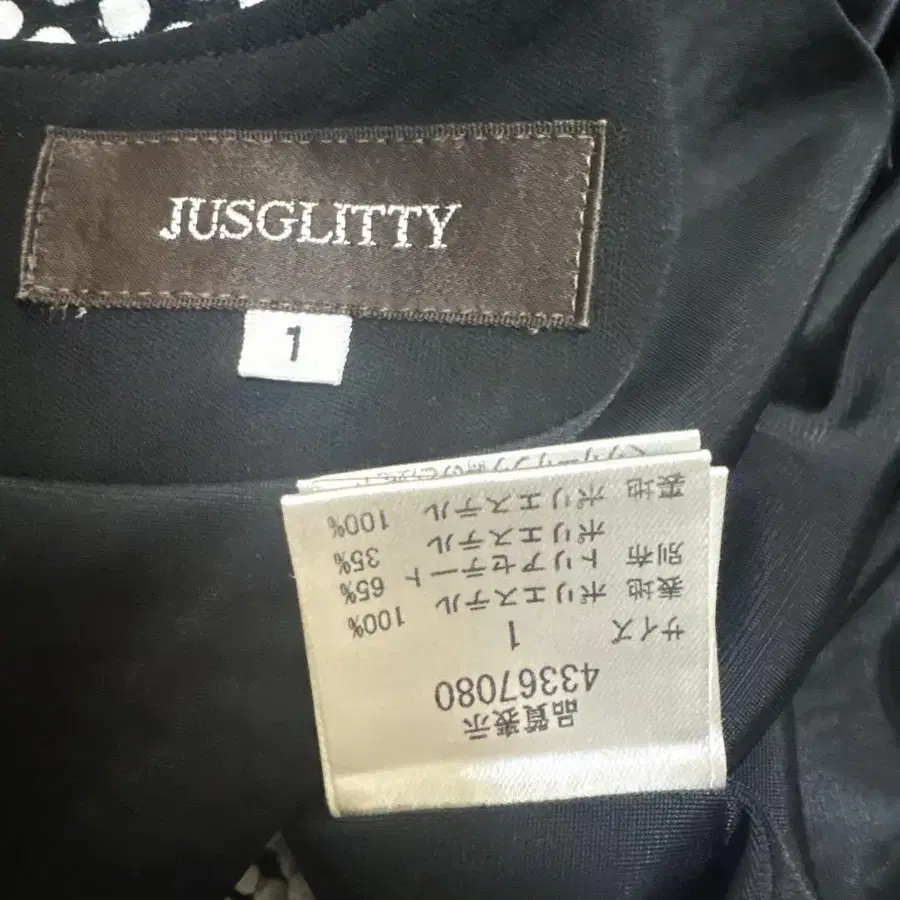 JUSGLITTY
1
品質表示
43367080
サイズ 1
表地 ポリエステル 100%
別布 トリアセテート 65%
ポリエステル 35%
裏地 ポリエステル 100%